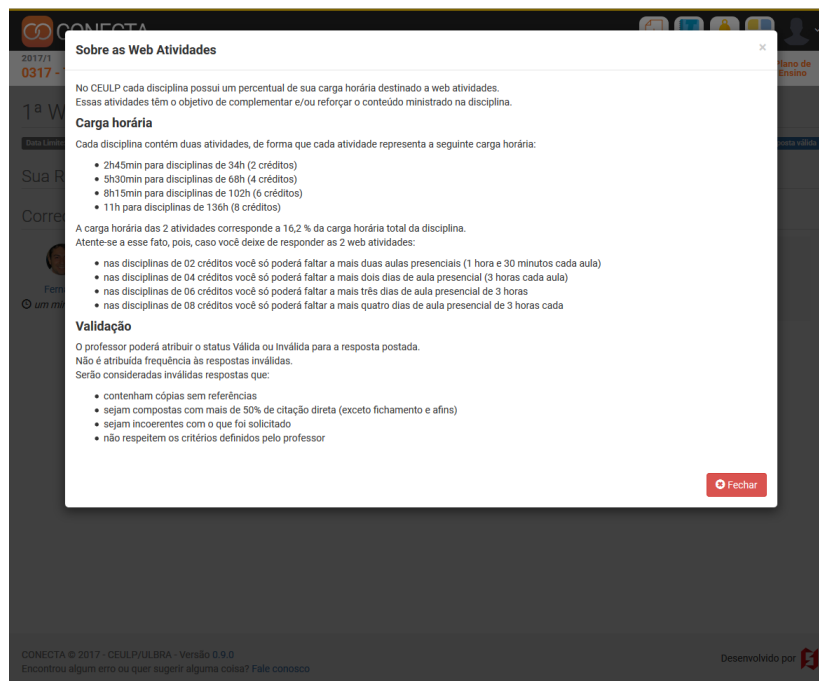 CONECTA
2017/1
0317 -
Plano de
Ensino
1ª W
Data Limite
posta válida
Sua R
Corre
Fern
um min
Sobre as Web Atividades
×
No CEULP cada disciplina possui um percentual de sua carga horária destinado a web atividades.
Essas atividades têm o objetivo de complementar e/ou reforçar o conteúdo ministrado na disciplina.
Carga horária
Cada disciplina contém duas atividades, de forma que cada atividade representa a seguinte carga horária:
• 2h45min para disciplinas de 34h (2 créditos)
• 5h30min para disciplinas de 68h (4 créditos)
• 8h15min para disciplinas de 102h (6 créditos)
• 11h para disciplinas de 136h (8 créditos)
A carga horária das 2 atividades corresponde a 16,2 % da carga horária total da disciplina.
Atente-se a esse fato, pois, caso você deixe de responder as 2 web atividades:
• nas disciplinas de 02 créditos você só poderá faltar a mais duas aulas presenciais (1 hora e 30 minutos cada aula)
• nas disciplinas de 04 créditos você só poderá faltar a mais dois dias de aula presencial (3 horas cada aula)
• nas disciplinas de 06 créditos você só poderá faltar a mais três dias de aula presencial de 3 horas
• nas disciplinas de 08 créditos você só poderá faltar a mais quatro dias de aula presencial de 3 horas cada
Validação
O professor poderá atribuir o status Válida ou Inválida para a resposta postada.
Não é atribuída frequência às respostas inválidas.
Serão consideradas inválidas respostas que:
• contenham cópias sem referências
• sejam compostas com mais de 50% de citação direta (exceto fichamento e afins)
• sejam incoerentes com o que foi solicitado
• não respeitem os critérios definidos pelo professor
Fechar
CONECTA © 2017 - CEULP/ULBRA - Versão 0.9.0
Encontrou algum erro ou quer sugerir alguma coisa? Fale conosco
Desenvolvido por